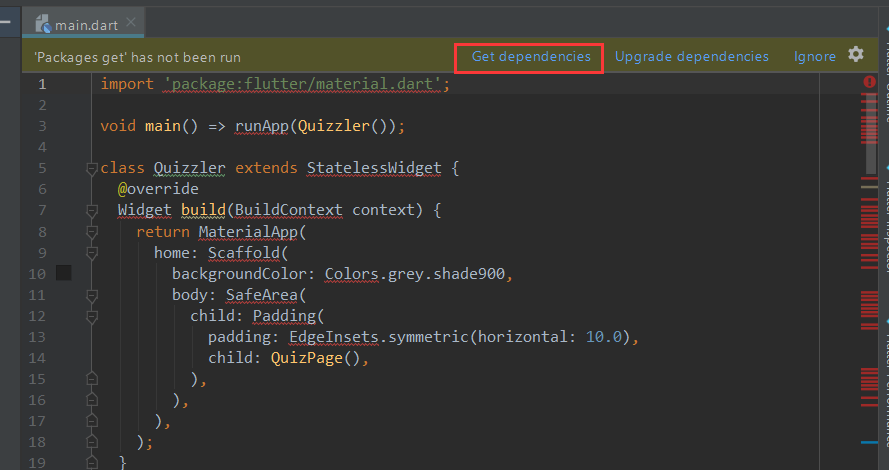 main.dart
'Packages get' has not been run Get dependencies Upgrade dependencies Ignore
1 import 'package:flutter/material.dart';
2
3 void main() => runApp(Quizzler());
4
5 class Quizzler extends StatelessWidget {
6 @override
7 Widget build(BuildContext context) {
8 return MaterialApp(
9 home: Scaffold(
10 backgroundColor: Colors.grey.shade900,
11 body: SafeArea(
12 child: Padding(
13 padding: EdgeInsets.symmetric(horizontal: 10.0),
14 child: QuizPage(),
15 ),
16 ),
17 ),
18 );
19 }